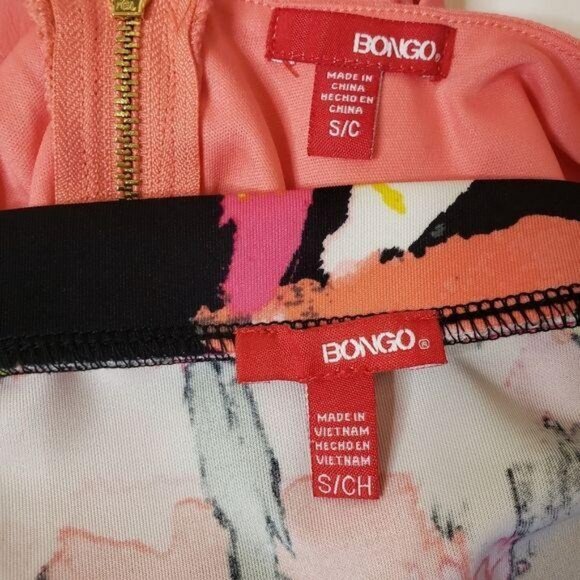 BONGO®
MADE IN
CHINA
HECHO EN
CHINA
S/C
BONGO®
MADE IN
VIETNAM
HECHO EN
VIETNAM
S/CH